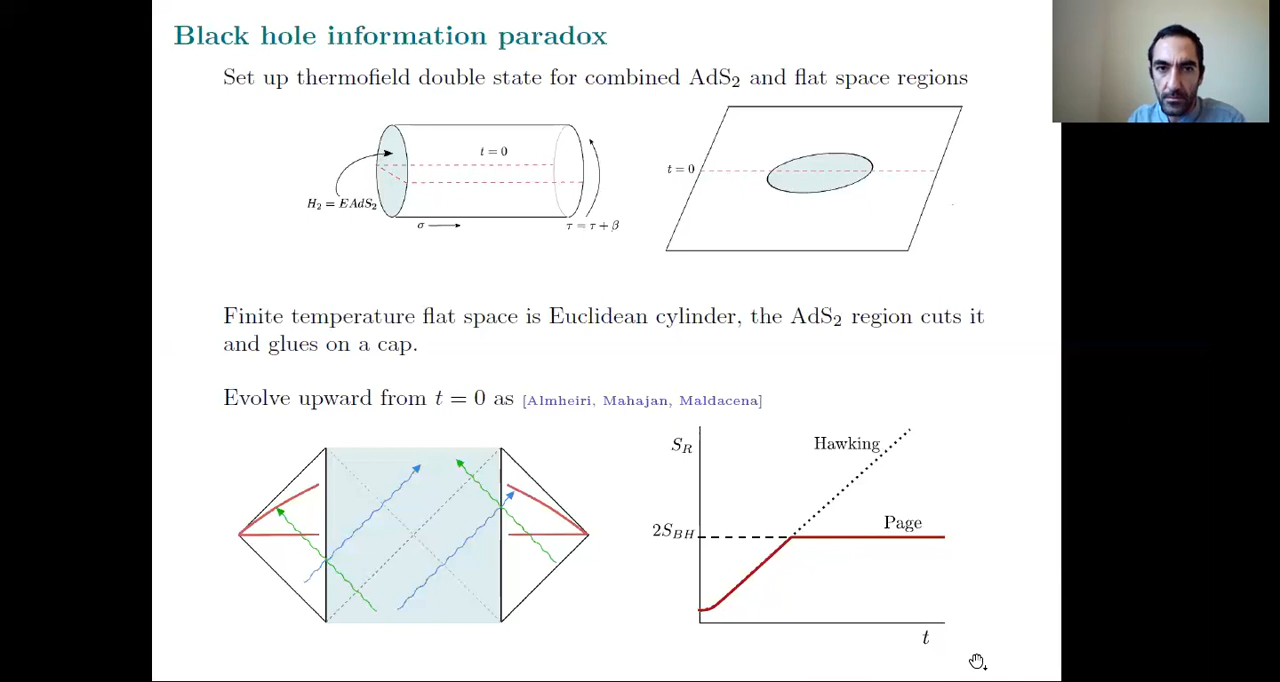 Black hole information paradox
Set up thermofield double state for combined AdS₂ and flat space regions
t = 0
H₂ = EAdS₂
σ
τ = τ + β
t = 0
Finite temperature flat space is Euclidean cylinder, the AdS₂ region cuts it
and glues on a cap.
Evolve upward from t = 0 as [Almheiri, Mahajan, Maldacena]
S_R
Hawking
2S_BH
Page
t